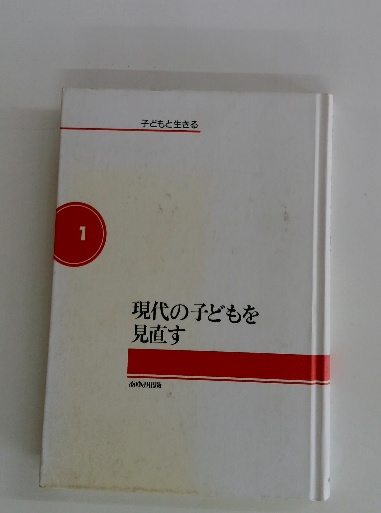 子どもと生きる
1
現代の子どもを
見直す